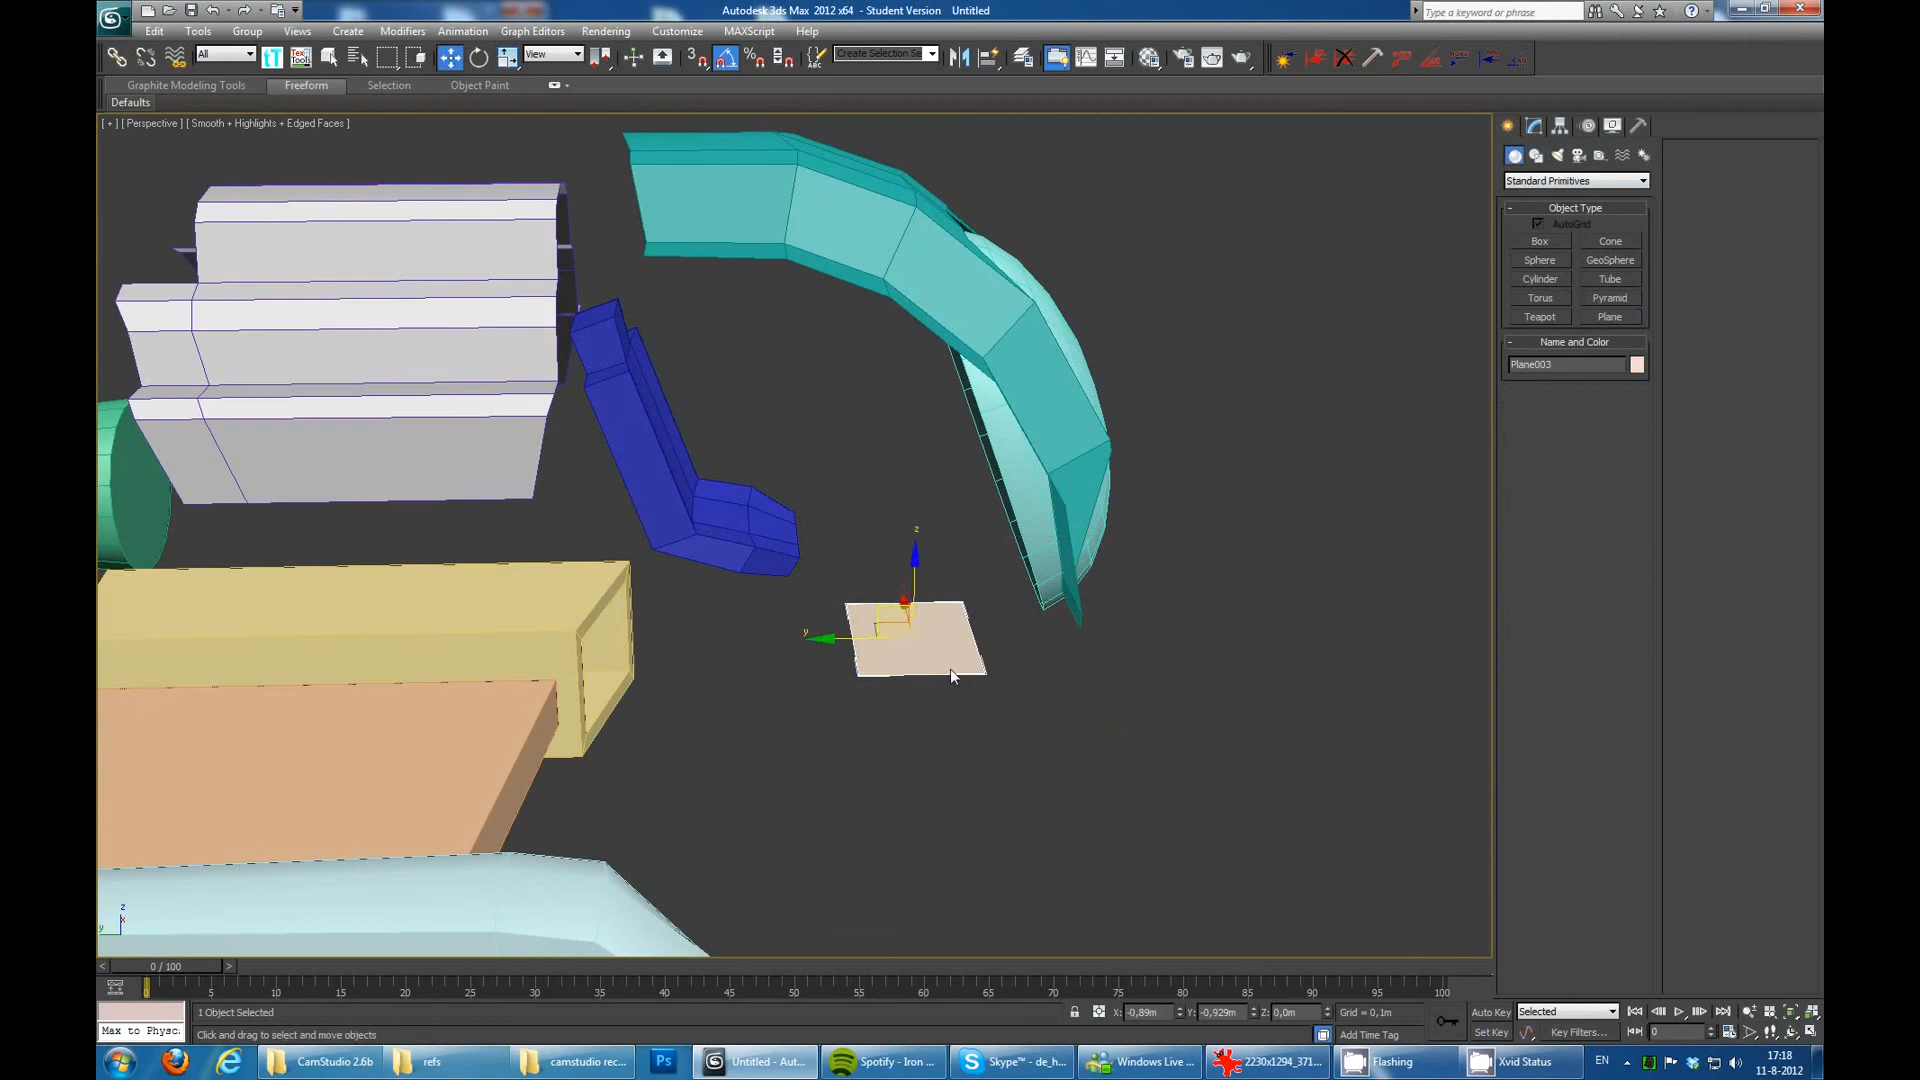 Autodesk 3ds Max 2012 x64 - Student Version Untitled
Type a keyword or phrase
Edit Tools Group Views Create Modifiers Animation Graph Editors Rendering Customize MAXScript Help
All View Create Selection Se
Graphite Modeling Tools Freeform Selection Object Paint
Defaults
[ + ] [ Perspective ] [ Smooth + Highlights + Edged Faces ]
Standard Primitives
- Object Type
AutoGrid
Box Cone
Sphere GeoSphere
Cylinder Tube
Torus Pyramid
Teapot Plane
- Name and Color
Plane003
z
y
z
x
y
< 0 / 100 >
0 5 10 15 20 25 30 35 40 45 50 55 60 65 70 75 80 85 90 95 100
1 Object Selected X: -0,89m Y: -0,929m Z: 0,0m Grid = 0,1m Auto Key Selected
Max to Physc: Click and drag to select and move objects Add Time Tag Set Key Key Filters... 0
CamStudio 2.6b refs camstudio rec... Ps Untitled - Aut... Spotify - Iron ... Skype™ - de_h... Windows Live ... 2230x1294_371... Flashing Xvid Status EN 17:18
11-8-2012